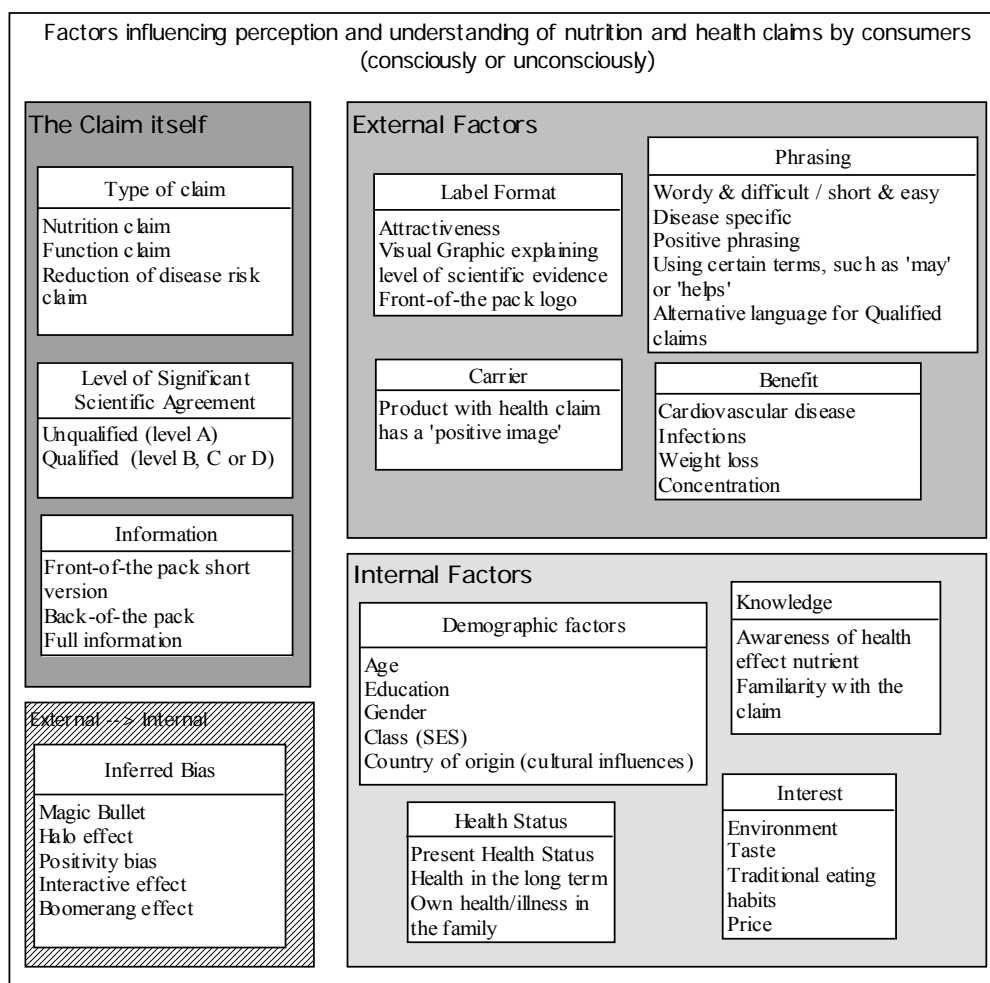 Factors influencing perception and understanding of nutrition and health claims by consumers
(consciously or unconsciously)
The Claim itself
Type of claim
Nutrition claim
Function claim
Reduction of disease risk
claim
Level of Significant
Scientific Agreement
Unqualified (level A)
Qualified (level B, C or D)
Information
Front-of-the pack short
version
Back-of-the pack
Full information
External --> Internal
Inferred Bias
Magic Bullet
Halo effect
Positivity bias
Interactive effect
Boomerang effect
External Factors
Label Format
Attractiveness
Visual Graphic explaining
level of scientific evidence
Front-of-the pack logo
Phrasing
Wordy & difficult / short & easy
Disease specific
Positive phrasing
Using certain terms, such as 'may'
or 'helps'
Alternative language for Qualified
claims
Carrier
Product with health claim
has a 'positive image'
Benefit
Cardiovascular disease
Infections
Weight loss
Concentration
Internal Factors
Demographic factors
Age
Education
Gender
Class (SES)
Country of origin (cultural influences)
Knowledge
Awareness of health
effect nutrient
Familiarity with the
claim
Health Status
Present Health Status
Health in the long term
Own health/illness in
the family
Interest
Environment
Taste
Traditional eating
habits
Price